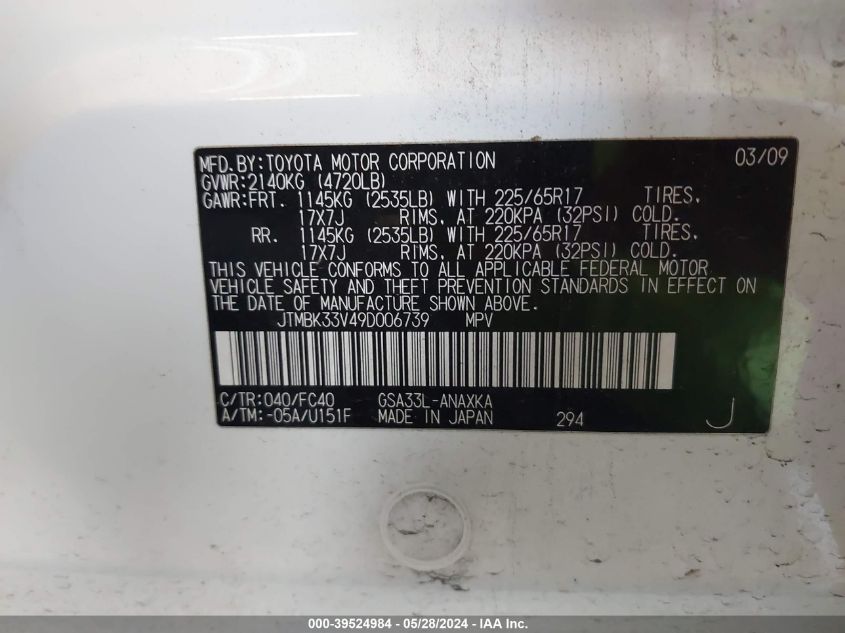 MFD.BY:TOYOTA MOTOR CORPORATION 03/09
GVWR:2140KG (4720LB)
GAWR:FRT. 1145KG (2535LB) WITH 225/65R17 TIRES.
17X7J RIMS, AT 220KPA (32PSI) COLD.
RR. 1145KG (2535LB) WITH 225/65R17 TIRES.
17X7J RIMS, AT 220KPA (32PSI) COLD.
THIS VEHICLE CONFORMS TO ALL APPLICABLE FEDERAL MOTOR
VEHICLE SAFETY AND THEFT PREVENTION STANDARDS IN EFFECT ON
THE DATE OF MANUFACTURE SHOWN ABOVE.
JTMBK33V49D006739 MPV
C/TR:040/FC40 GSA33L-ANAXKA
A/TM:-05A/U151F MADE IN JAPAN 294 J
000-39524984 - 05/28/2024 - IAA Inc.